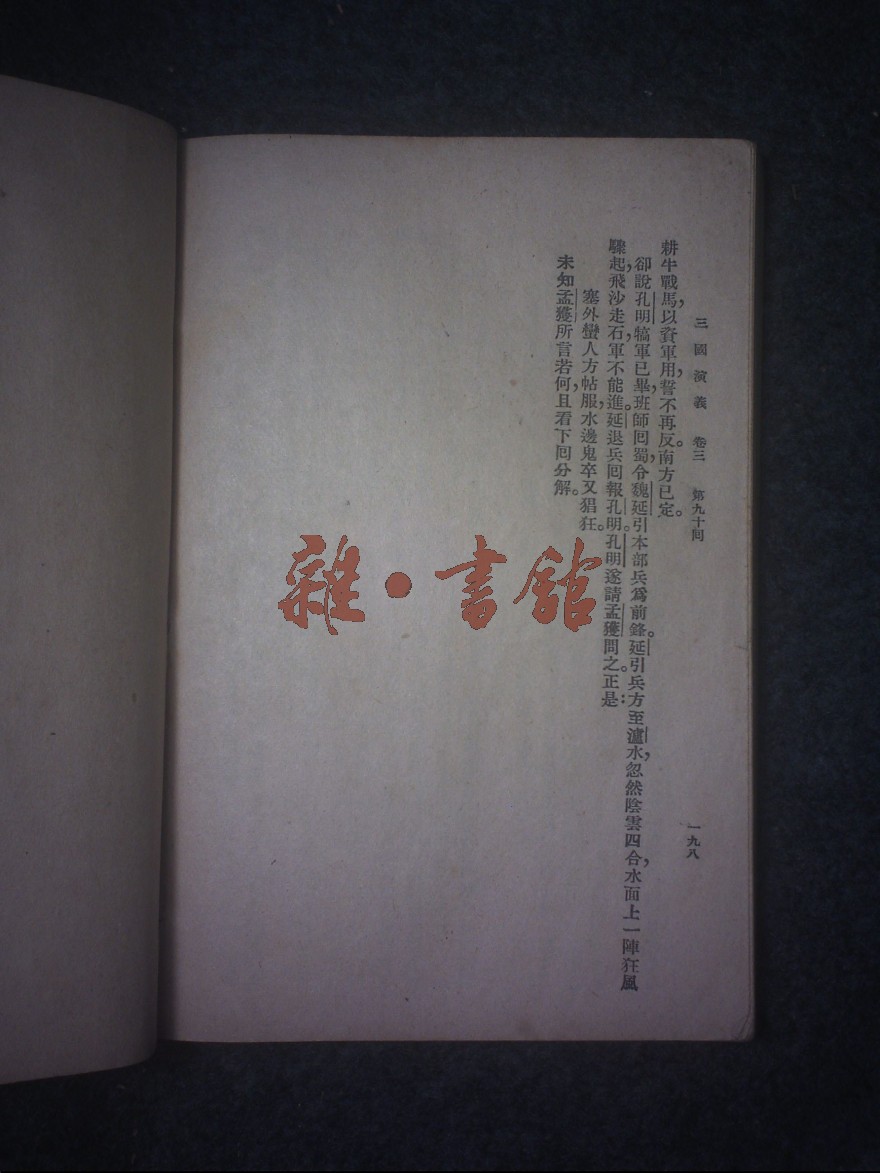 三國演義 卷三 第九十回 一九八
耕牛戰馬，以資軍用，誓不再反。南方已定。
卻說孔明犒軍已畢，班師回蜀，令魏延引本部兵爲前鋒。延引兵方至瀘水，忽然陰雲四合，水面上一陣狂風
驟起，飛沙走石，軍不能進。延退兵回報孔明。孔明遂請孟獲問之。正是：
塞外蠻人方帖服，水邊鬼卒又猖狂。
未知孟獲所言若何，且看下回分解。
雜·書館